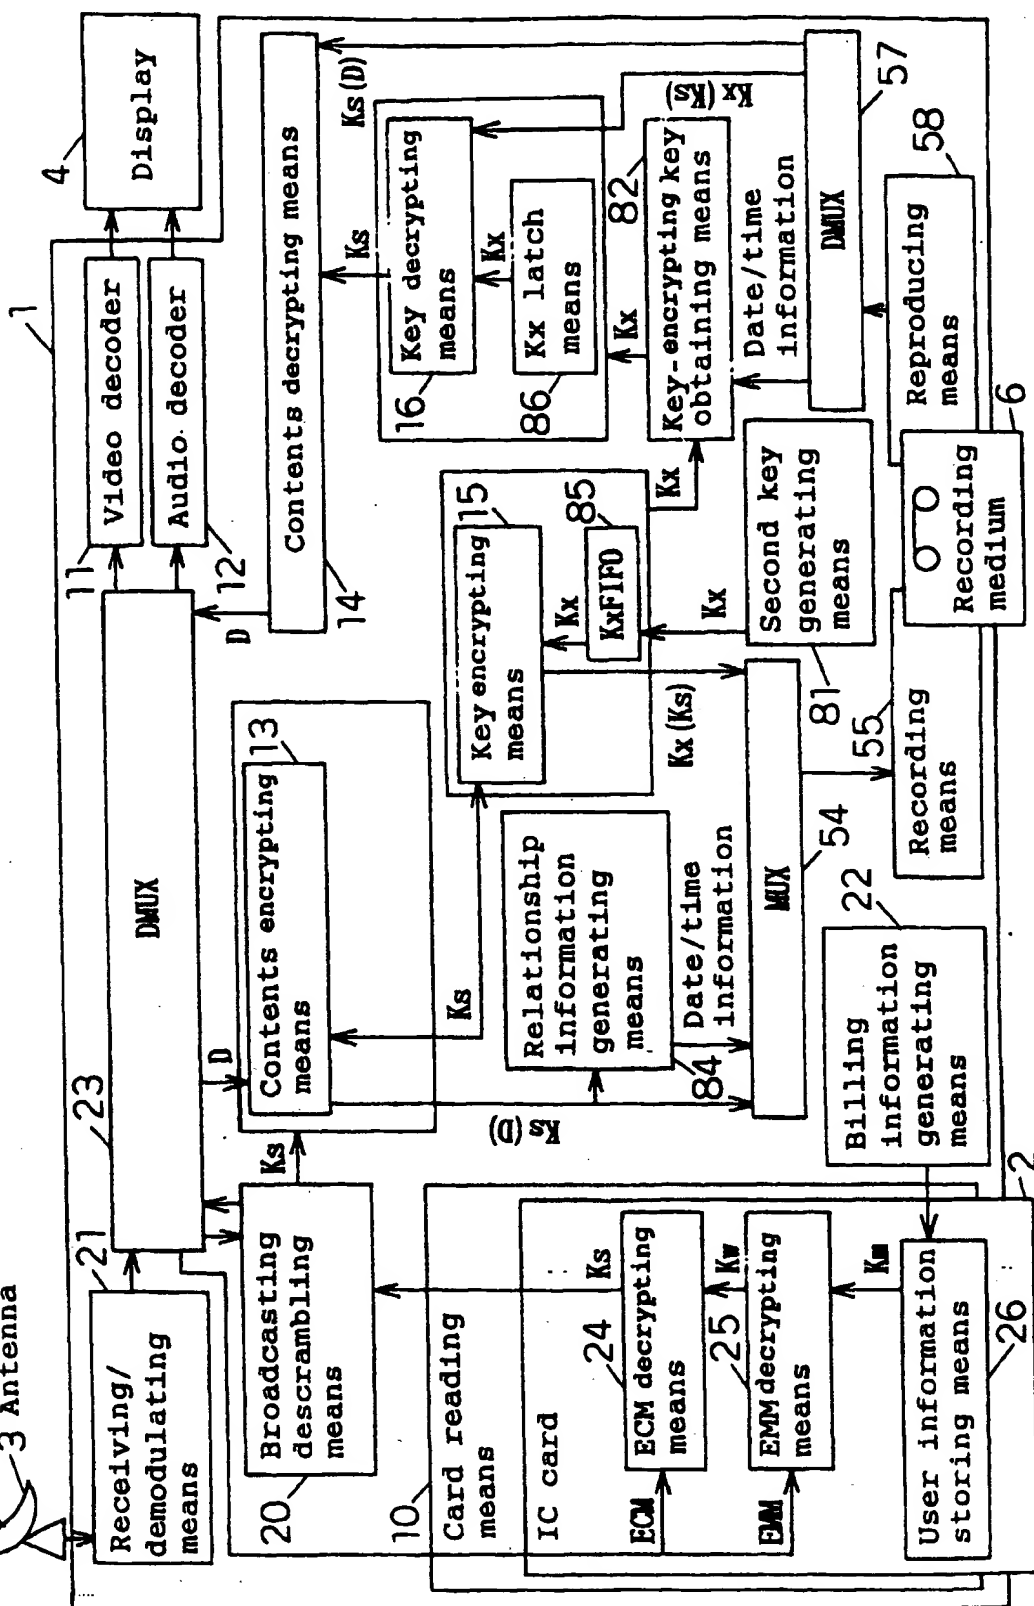 3 Antenna
1
4
Display
Receiving/
demodulating
means
21
DMUX
23
11
Video decoder
Audio decoder
12
D
D
Broadcasting
descrambling
means
20
Ks
Contents encrypting
means
13
Contents decrypting means
14
Ks(D)
Ks
Ks
Ks(D)
Key encrypting
means
15
Kx
KxFIFO
85
Kx
Kx
Key decrypting
means
16
Kx
Kx latch
means
86
Kx
Kx(Ks)
Key-encrypting key
obtaining means
82
Relationship
information
generating
means
84
Date/time
information
Kx(Ks)
Second key
generating
means
81
Date/time
information
DMUX
57
MUX
54
Recording
means
55
Recording
medium
6
Reproducing
means
58
Card reading
means
10
IC card
2
ECM
ECM decrypting
means
24
Ks
EMM
EMM decrypting
means
25
Kw
Km
User information
storing means
26
Billing
information
generating
means
22